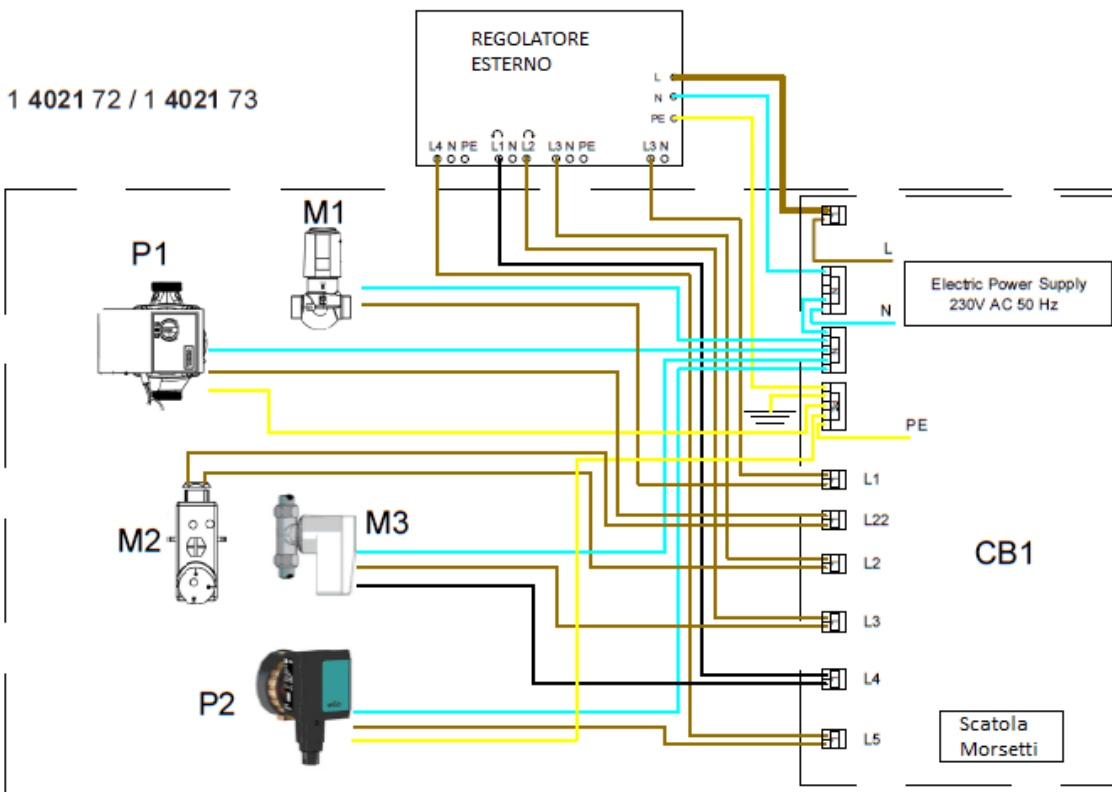 REGOLATORE
ESTERNO
1 4021 72 / 1 4021 73
L
N
PE
L4 N PE L1 N L2 L3 N PE L3 N
M1
P1
L
Electric Power Supply
230V AC 50 Hz
N
PE
L1
M2
M3
L22
CB1
L2
L3
P2
L4
wilo
L5
Scatola
Morsetti